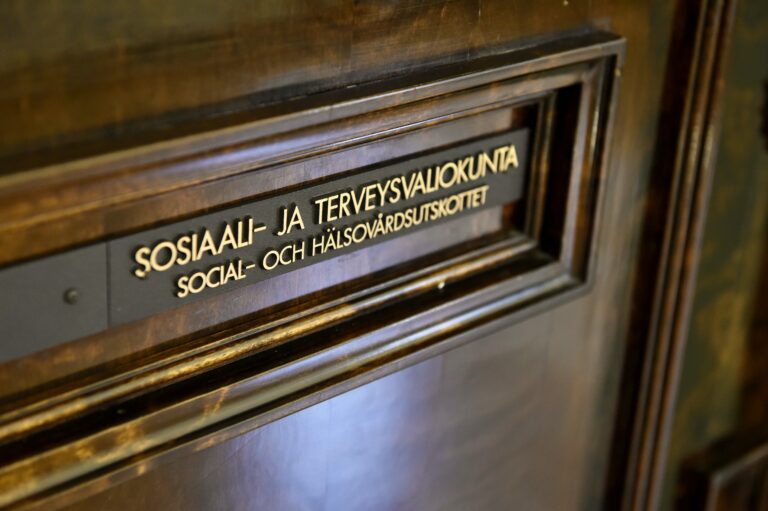 SOSIAALI- JA TERVEYSVALIOKUNTA
SOCIAL- OCH HÄLSOVÅRDSUTSKOTTET